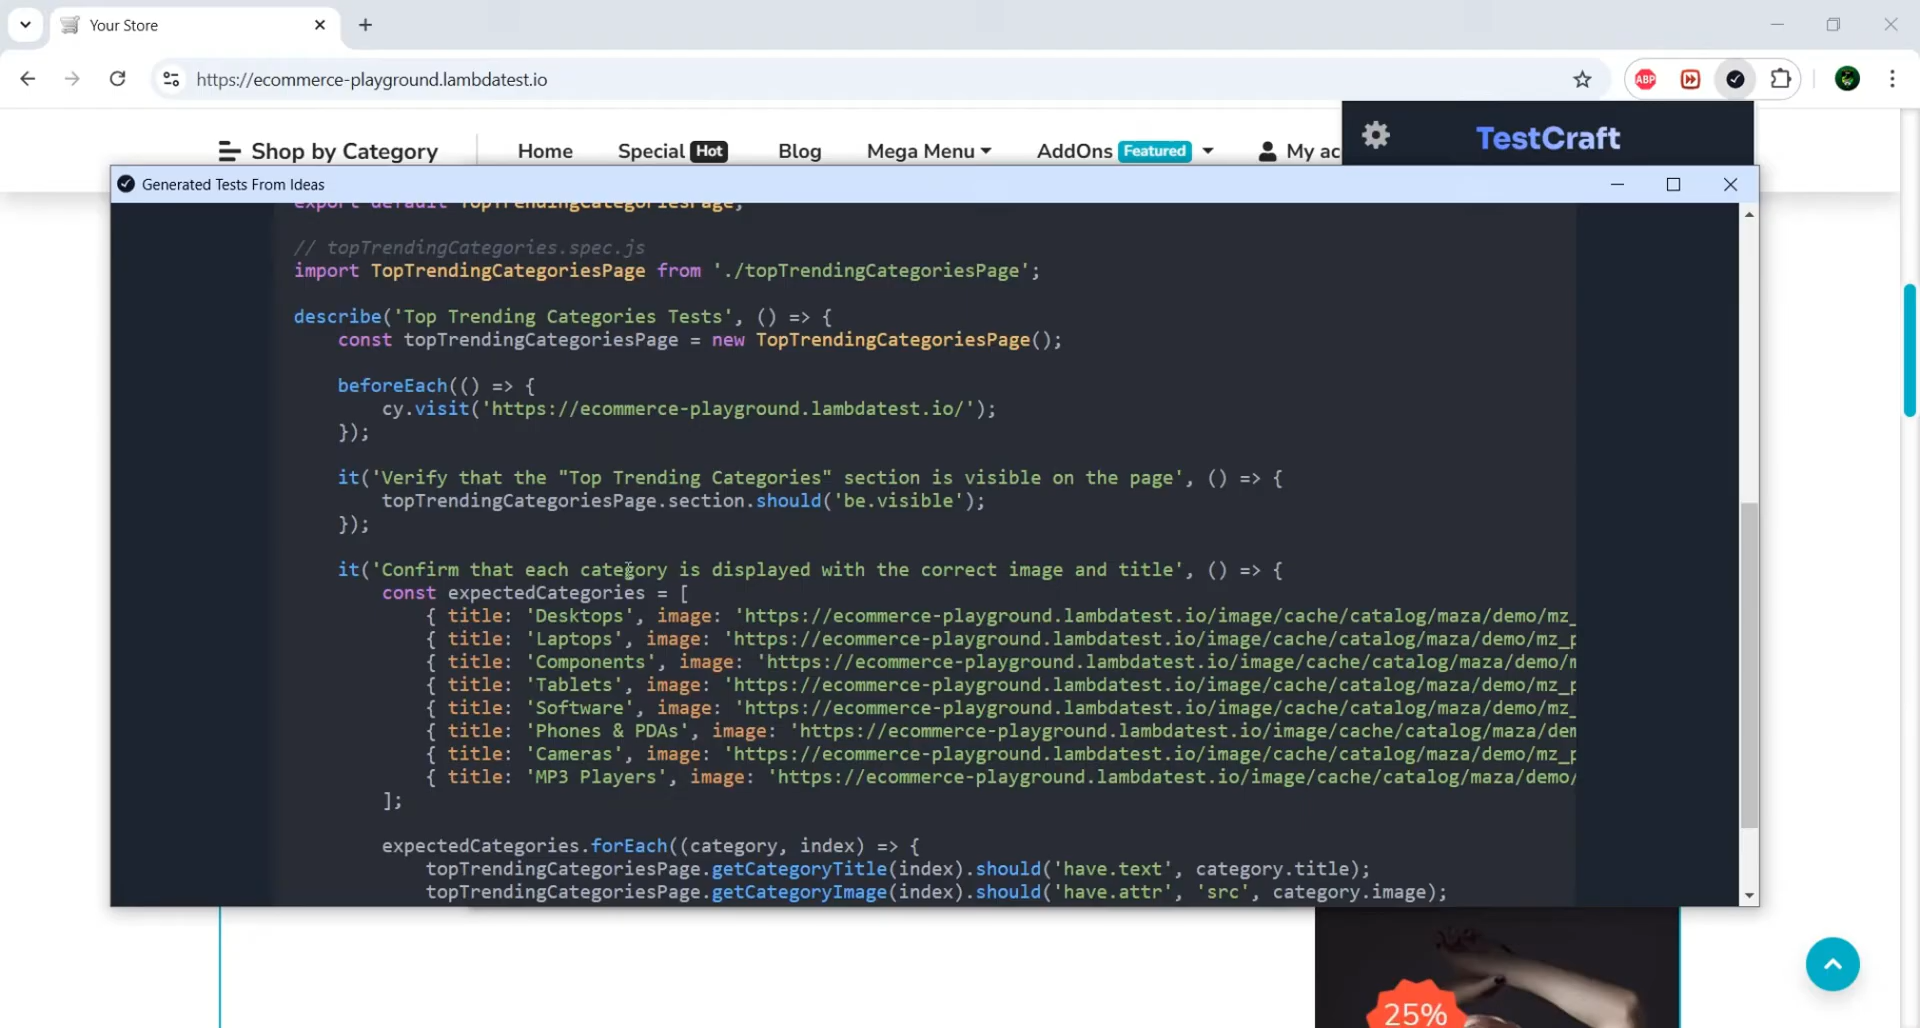 Your Store
https://ecommerce-playground.lambdatest.io
ABP
Shop by Category
Home
Special Hot
Blog
Mega Menu
AddOns Featured
My ac
TestCraft
Generated Tests From Ideas
export default TopTrendingCategoriesPage;
// topTrendingCategories.spec.js
import TopTrendingCategoriesPage from './topTrendingCategoriesPage';
describe('Top Trending Categories Tests', () => {
const topTrendingCategoriesPage = new TopTrendingCategoriesPage();
beforeEach(() => {
cy.visit('https://ecommerce-playground.lambdatest.io/');
});
it('Verify that the "Top Trending Categories" section is visible on the page', () => {
topTrendingCategoriesPage.section.should('be.visible');
});
it('Confirm that each category is displayed with the correct image and title', () => {
const expectedCategories = [
{ title: 'Desktops', image: 'https://ecommerce-playground.lambdatest.io/image/cache/catalog/maza/demo/mz_
{ title: 'Laptops', image: 'https://ecommerce-playground.lambdatest.io/image/cache/catalog/maza/demo/mz_p
{ title: 'Components', image: 'https://ecommerce-playground.lambdatest.io/image/cache/catalog/maza/demo/m
{ title: 'Tablets', image: 'https://ecommerce-playground.lambdatest.io/image/cache/catalog/maza/demo/mz_p
{ title: 'Software', image: 'https://ecommerce-playground.lambdatest.io/image/cache/catalog/maza/demo/mz_
{ title: 'Phones & PDAs', image: 'https://ecommerce-playground.lambdatest.io/image/cache/catalog/maza/dem
{ title: 'Cameras', image: 'https://ecommerce-playground.lambdatest.io/image/cache/catalog/maza/demo/mz_p
{ title: 'MP3 Players', image: 'https://ecommerce-playground.lambdatest.io/image/cache/catalog/maza/demo/
];
expectedCategories.forEach((category, index) => {
topTrendingCategoriesPage.getCategoryTitle(index).should('have.text', category.title);
topTrendingCategoriesPage.getCategoryImage(index).should('have.attr', 'src', category.image);
25%